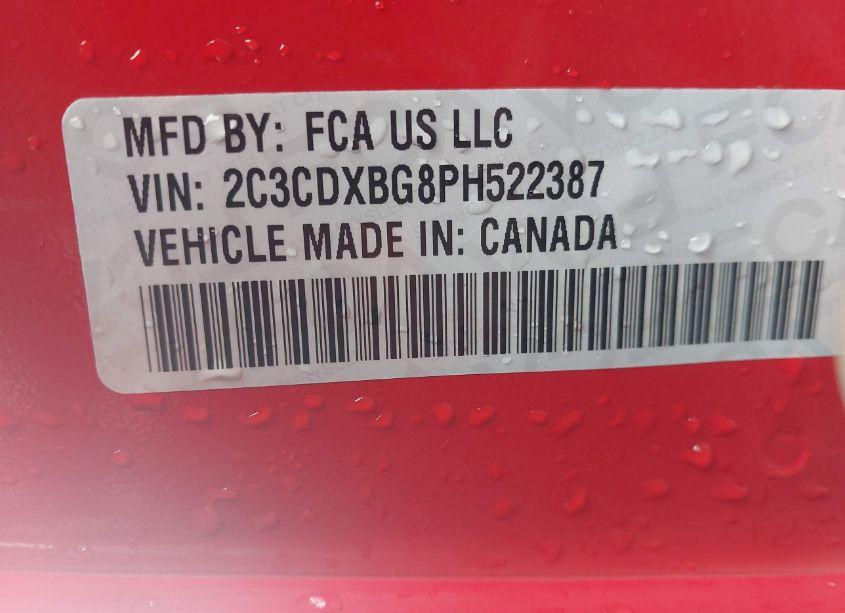 MFD BY: FCA US LLC
VIN: 2C3CDXBG8PH522387
VEHICLE MADE IN: CANADA